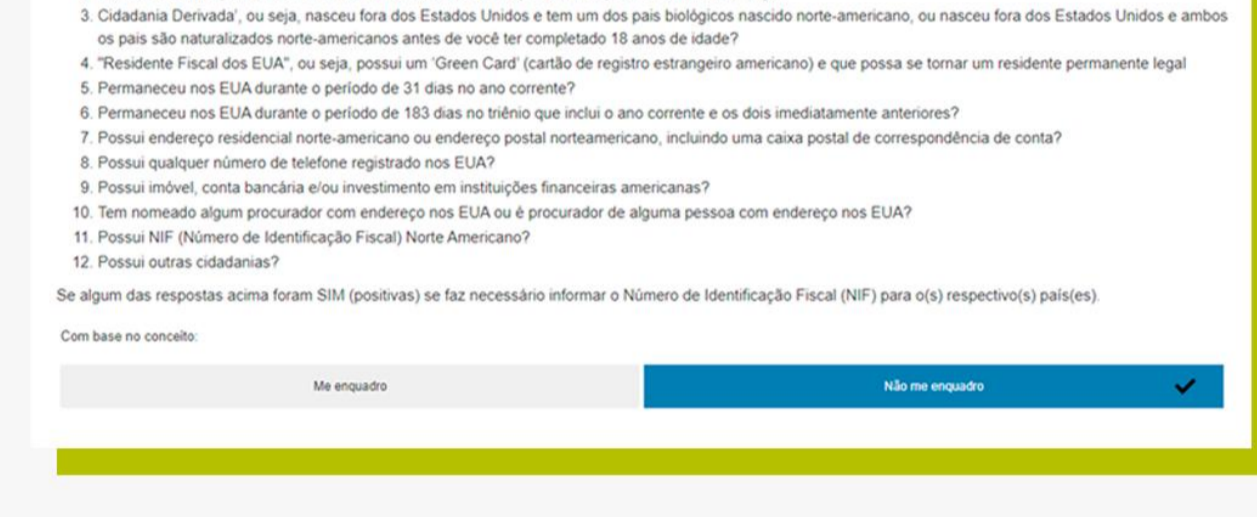 3. Cidadania Derivada', ou seja, nasceu fora dos Estados Unidos e tem um dos pais biológicos nascido norte-americano, ou nasceu fora dos Estados Unidos e ambos
os pais são naturalizados norte-americanos antes de você ter completado 18 anos de idade?
4. "Residente Fiscal dos EUA", ou seja, possui um 'Green Card' (cartão de registro estrangeiro americano) e que possa se tornar um residente permanente legal
5. Permaneceu nos EUA durante o período de 31 dias no ano corrente?
6. Permaneceu nos EUA durante o período de 183 dias no triênio que inclui o ano corrente e os dois imediatamente anteriores?
7. Possui endereço residencial norte-americano ou endereço postal norteamericano, incluindo uma caixa postal de correspondência de conta?
8. Possui qualquer número de telefone registrado nos EUA?
9. Possui imóvel, conta bancária e/ou investimento em instituições financeiras americanas?
10. Tem nomeado algum procurador com endereço nos EUA ou é procurador de alguma pessoa com endereço nos EUA?
11. Possui NIF (Número de Identificação Fiscal) Norte Americano?
12. Possui outras cidadanias?
Se algum das respostas acima foram SIM (positivas) se faz necessário informar o Número de Identificação Fiscal (NIF) para o(s) respectivo(s) país(es).
Com base no conceito:
Me enquadro
Não me enquadro